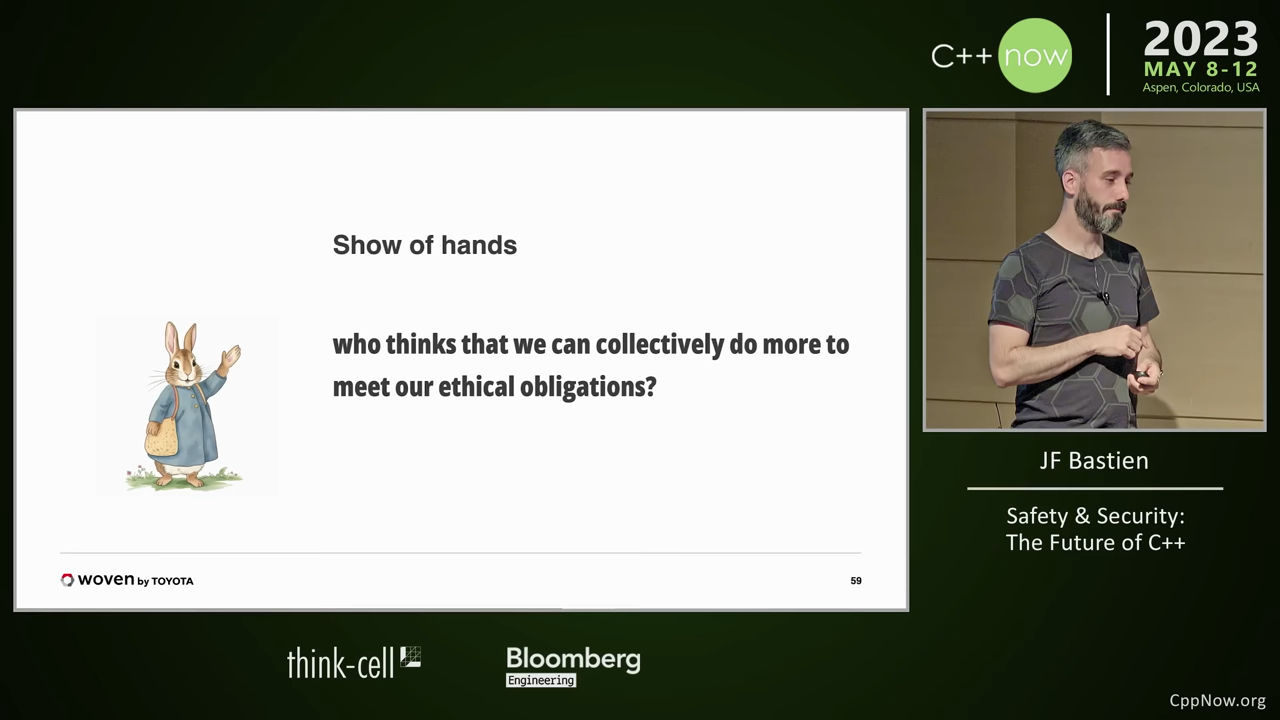 C++ now
2023
MAY 8-12
Aspen, Colorado, USA
Show of hands
who thinks that we can collectively do more to
meet our ethical obligations?
woven by TOYOTA
59
JF Bastien
Safety & Security:
The Future of C++
think-cell
Bloomberg
Engineering
CppNow.org